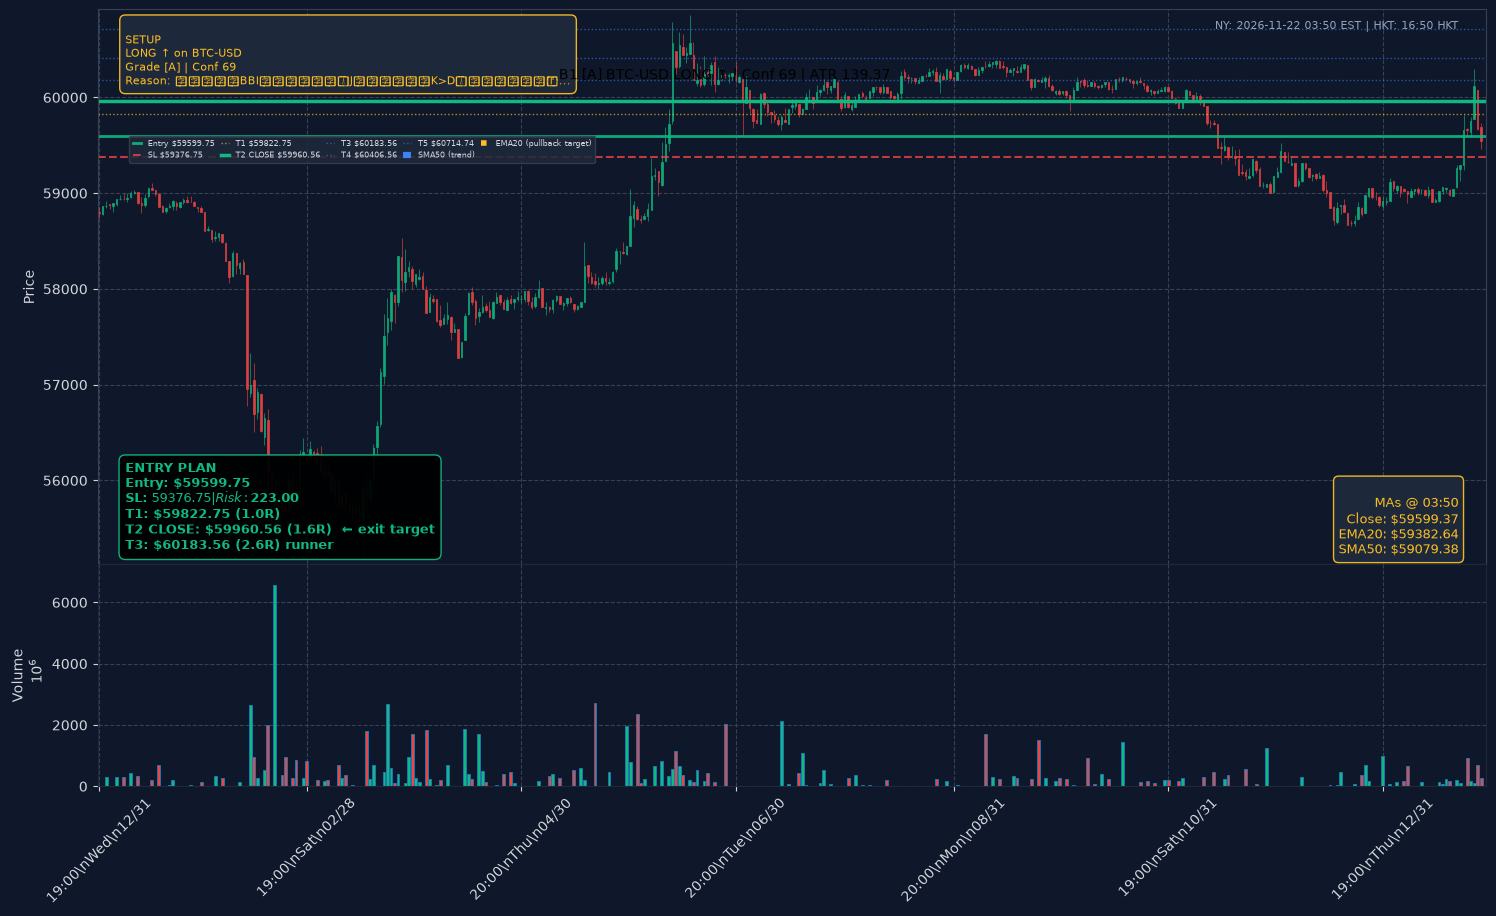 NY: 2026-11-22 03:50 EST | HKT: 16:50 HKT
SETUP
LONG ↑ on BTC-USD
Grade [A] | Conf 69
Reason:
B1 [A] BTC-USD LONG | Conf 69 | ATR 139.37
Entry $59599.75
SL $59376.75
T1 $59822.75
T2 CLOSE $59960.56
T3 $60183.56
T4 $60406.56
T5 $60714.74
SMA50 (trend)
EMA20 (pullback target)
Price
60000
59000
58000
57000
56000
ENTRY PLAN
Entry: $59599.75
SL: 59376.75|Risk:223.00
T1: $59822.75 (1.0R)
T2 CLOSE: $59960.56 (1.6R) ← exit target
T3: $60183.56 (2.6R) runner
MAs @ 03:50
Close: $59599.37
EMA20: $59382.64
SMA50: $59079.38
Volume
10⁶
6000
4000
2000
0
19:00\nWed\n12/31
19:00\nSat\n02/28
20:00\nThu\n04/30
20:00\nTue\n06/30
20:00\nMon\n08/31
19:00\nSat\n10/31
19:00\nThu\n12/31